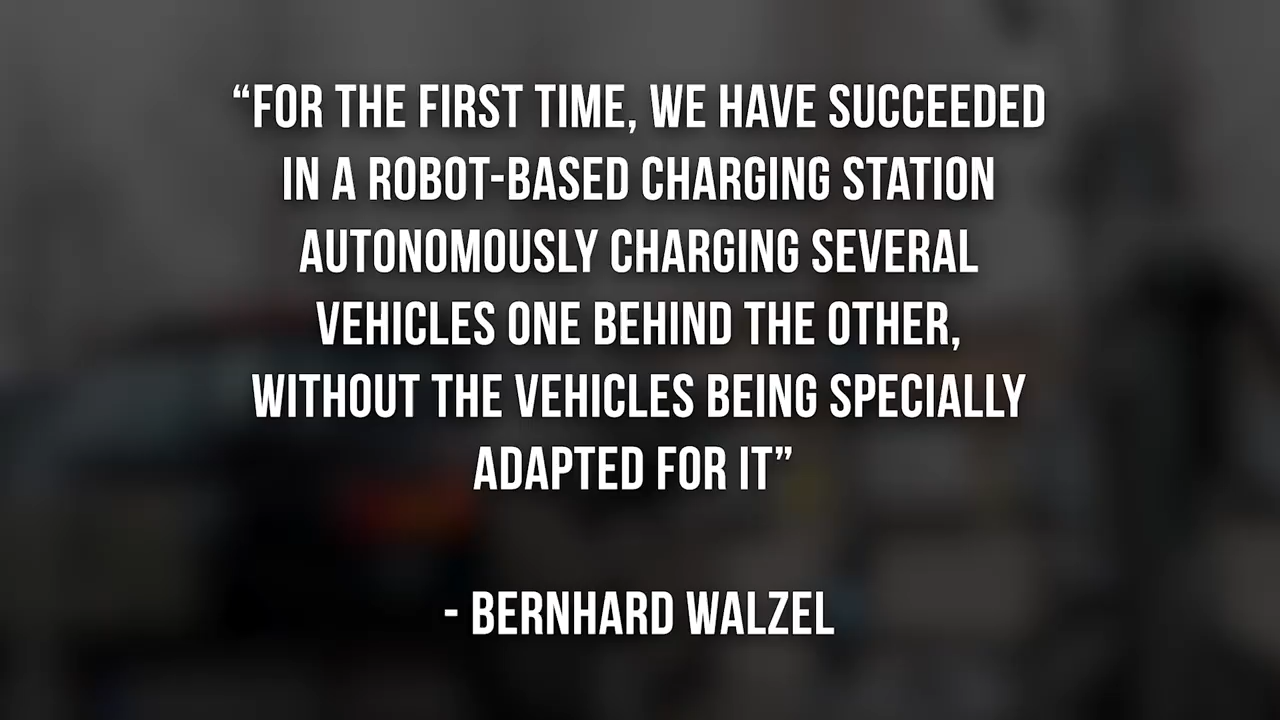 “FOR THE FIRST TIME, WE HAVE SUCCEEDED
IN A ROBOT-BASED CHARGING STATION
AUTONOMOUSLY CHARGING SEVERAL
VEHICLES ONE BEHIND THE OTHER,
WITHOUT THE VEHICLES BEING SPECIALLY
ADAPTED FOR IT”
- BERNHARD WALZEL